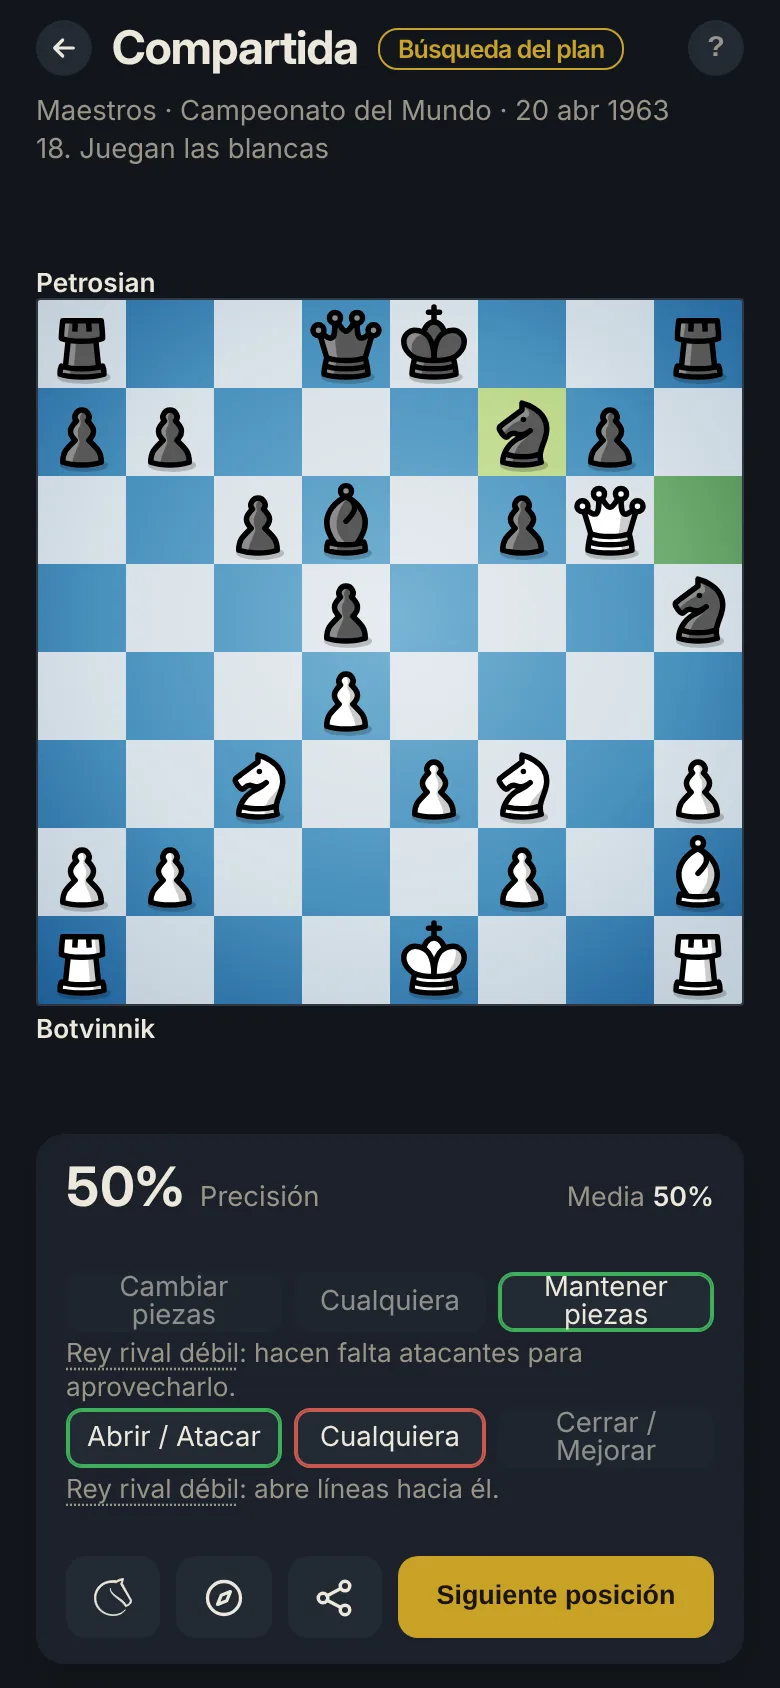 Compartida
Búsqueda del plan
?
Maestros · Campeonato del Mundo · 20 abr 1963
18. Juegan las blancas
Petrosian
Botvinnik
50% Precisión
Media 50%
Cambiar piezas
Cualquiera
Mantener piezas
Rey rival débil: hacen falta atacantes para
aprovecharlo.
Abrir / Atacar
Cualquiera
Cerrar / Mejorar
Rey rival débil: abre líneas hacia él.
Siguiente posición